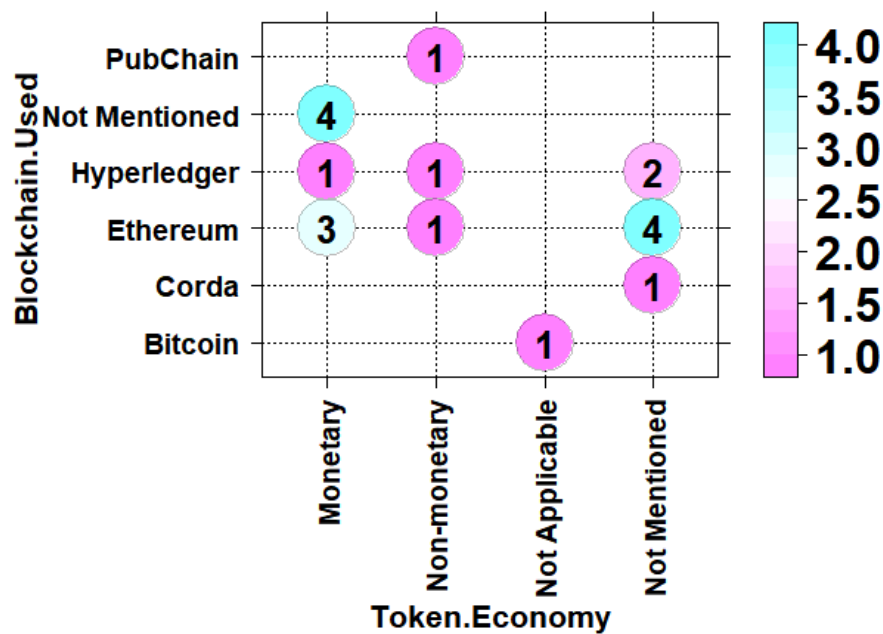 Blockchain.Used
PubChain 1
Not Mentioned 4
Hyperledger 1 1 2
Ethereum 3 1 4
Corda 1
Bitcoin 1
Monetary
Non-monetary
Not Applicable
Not Mentioned
Token.Economy
4.0
3.5
3.0
2.5
2.0
1.5
1.0